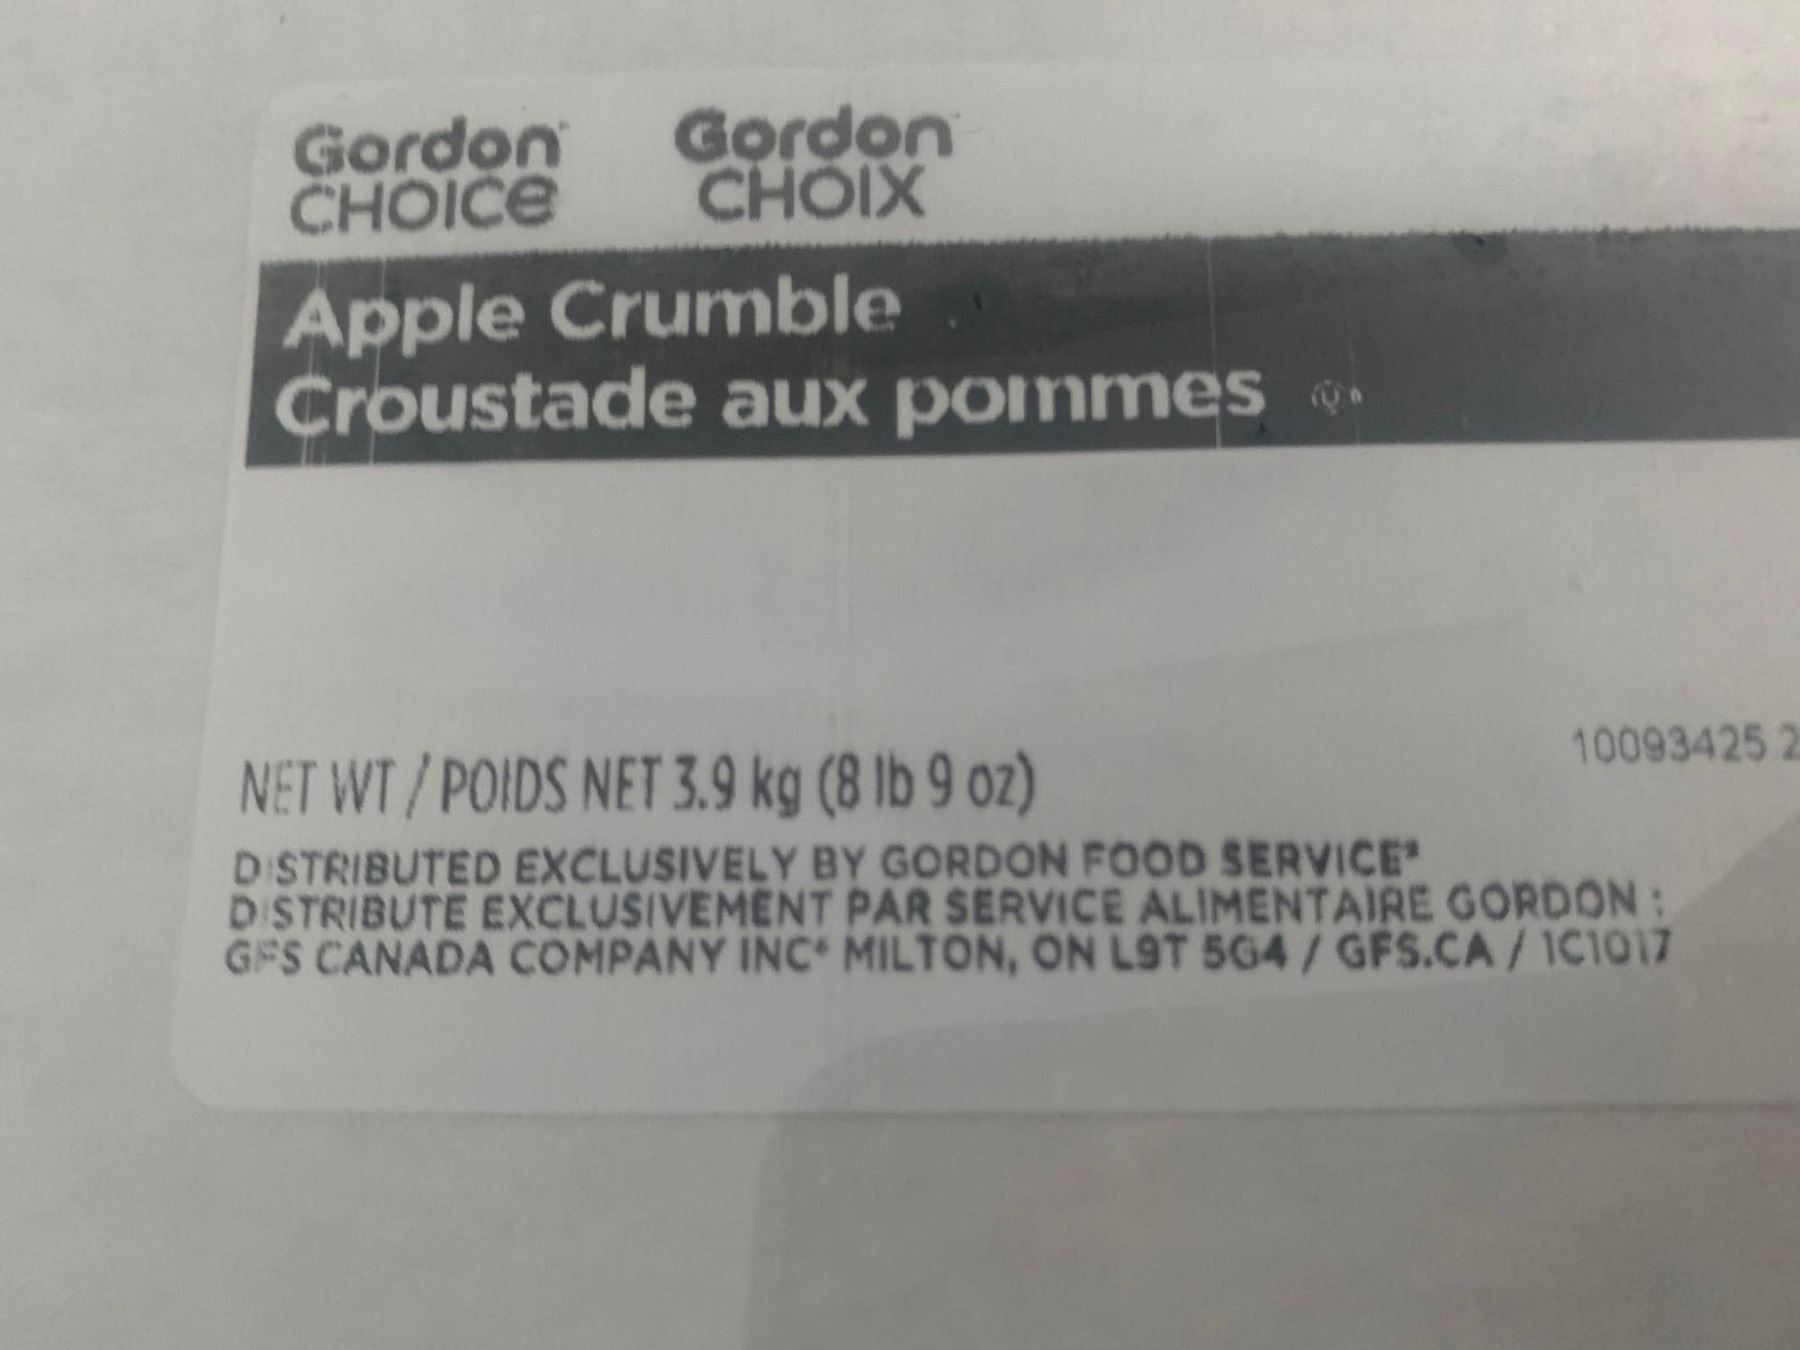 Gordon Gordon
CHOICe CHOIX
Apple Crumble
Croustade aux pommes
10093425 2
NET WT / POIDS NET 3.9 kg (8 lb 9 oz)
DISTRIBUTED EXCLUSIVELY BY GORDON FOOD SERVICE®
DISTRIBUTE EXCLUSIVEMENT PAR SERVICE ALIMENTAIRE GORDON :
GFS CANADA COMPANY INC® MILTON, ON L9T 5G4 / GFS.CA / 1C1017